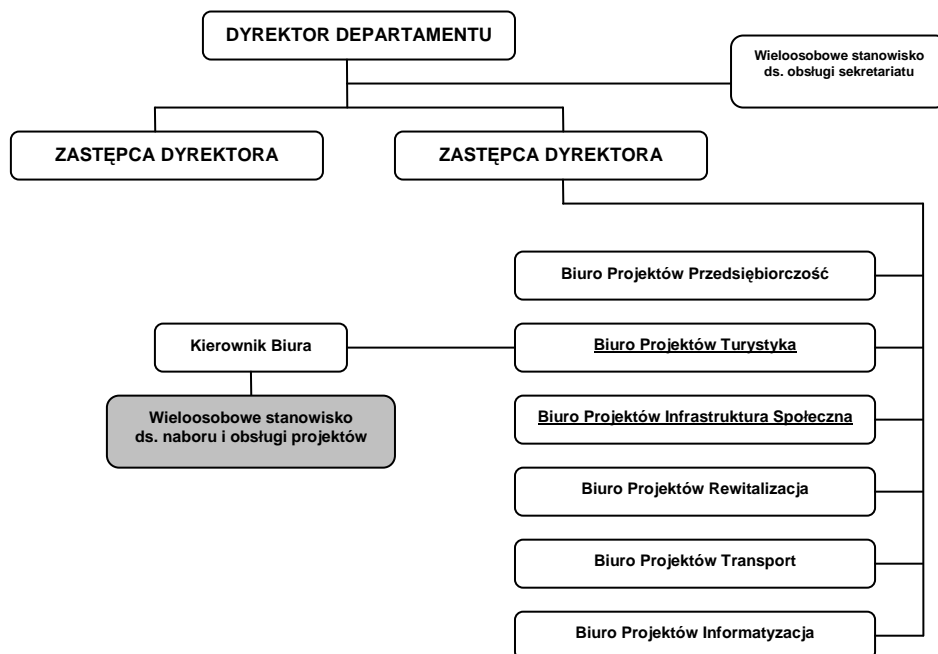 DYREKTOR DEPARTAMENTU
Wieloosobowe stanowisko
ds. obsługi sekretariatu
ZASTĘPCA DYREKTORA
ZASTĘPCA DYREKTORA
Biuro Projektów Przedsiębiorczość
Kierownik Biura
Biuro Projektów Turystyka
Wieloosobowe stanowisko
ds. naboru i obsługi projektów
Biuro Projektów Infrastruktura Społeczna
Biuro Projektów Rewitalizacja
Biuro Projektów Transport
Biuro Projektów Informatyzacja